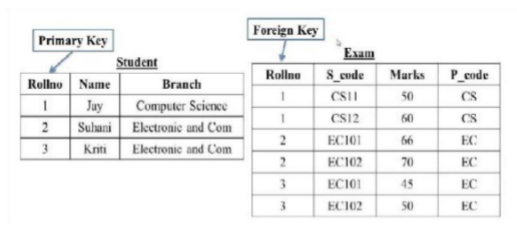 Primary Key
Student
Rollno Name Branch
1 Jay Computer Science
2 Suhani Electronic and Com
3 Kriti Electronic and Com
Foreign Key
Exam
Rollno S_code Marks P_code
1 CS11 50 CS
1 CS12 60 CS
2 EC101 66 EC
2 EC102 70 EC
3 EC101 45 EC
3 EC102 50 EC